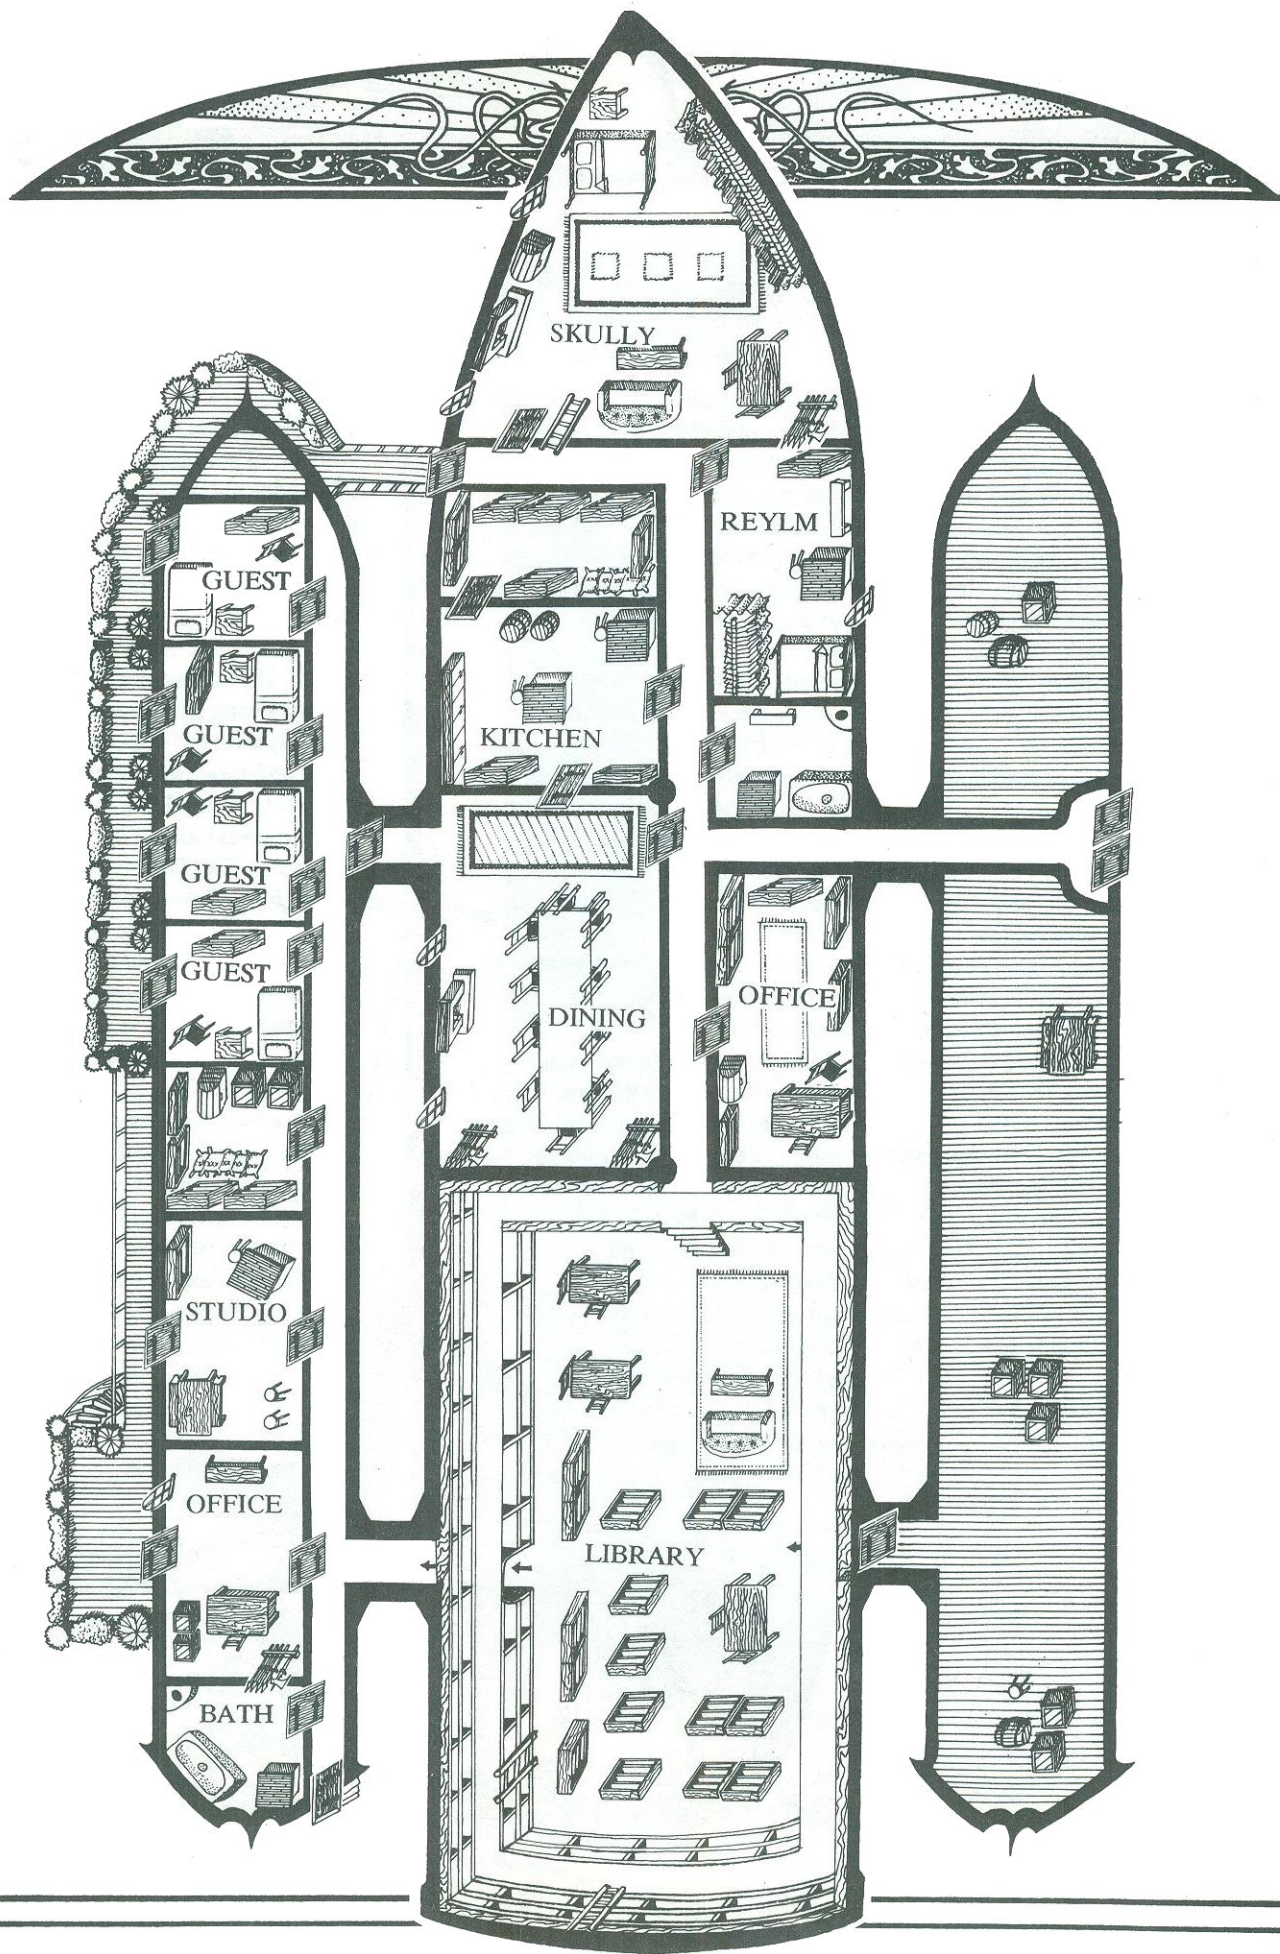 SKULLY
REYLM
GUEST
KITCHEN
GUEST
GUEST
GUEST
OFFICE
DINING
STUDIO
OFFICE
LIBRARY
BATH